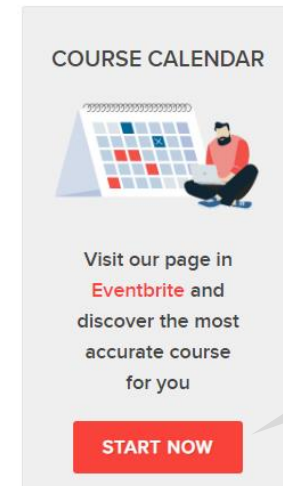 COURSE CALENDAR
Visit our page in
Eventbrite and
discover the most
accurate course
for you
START NOW